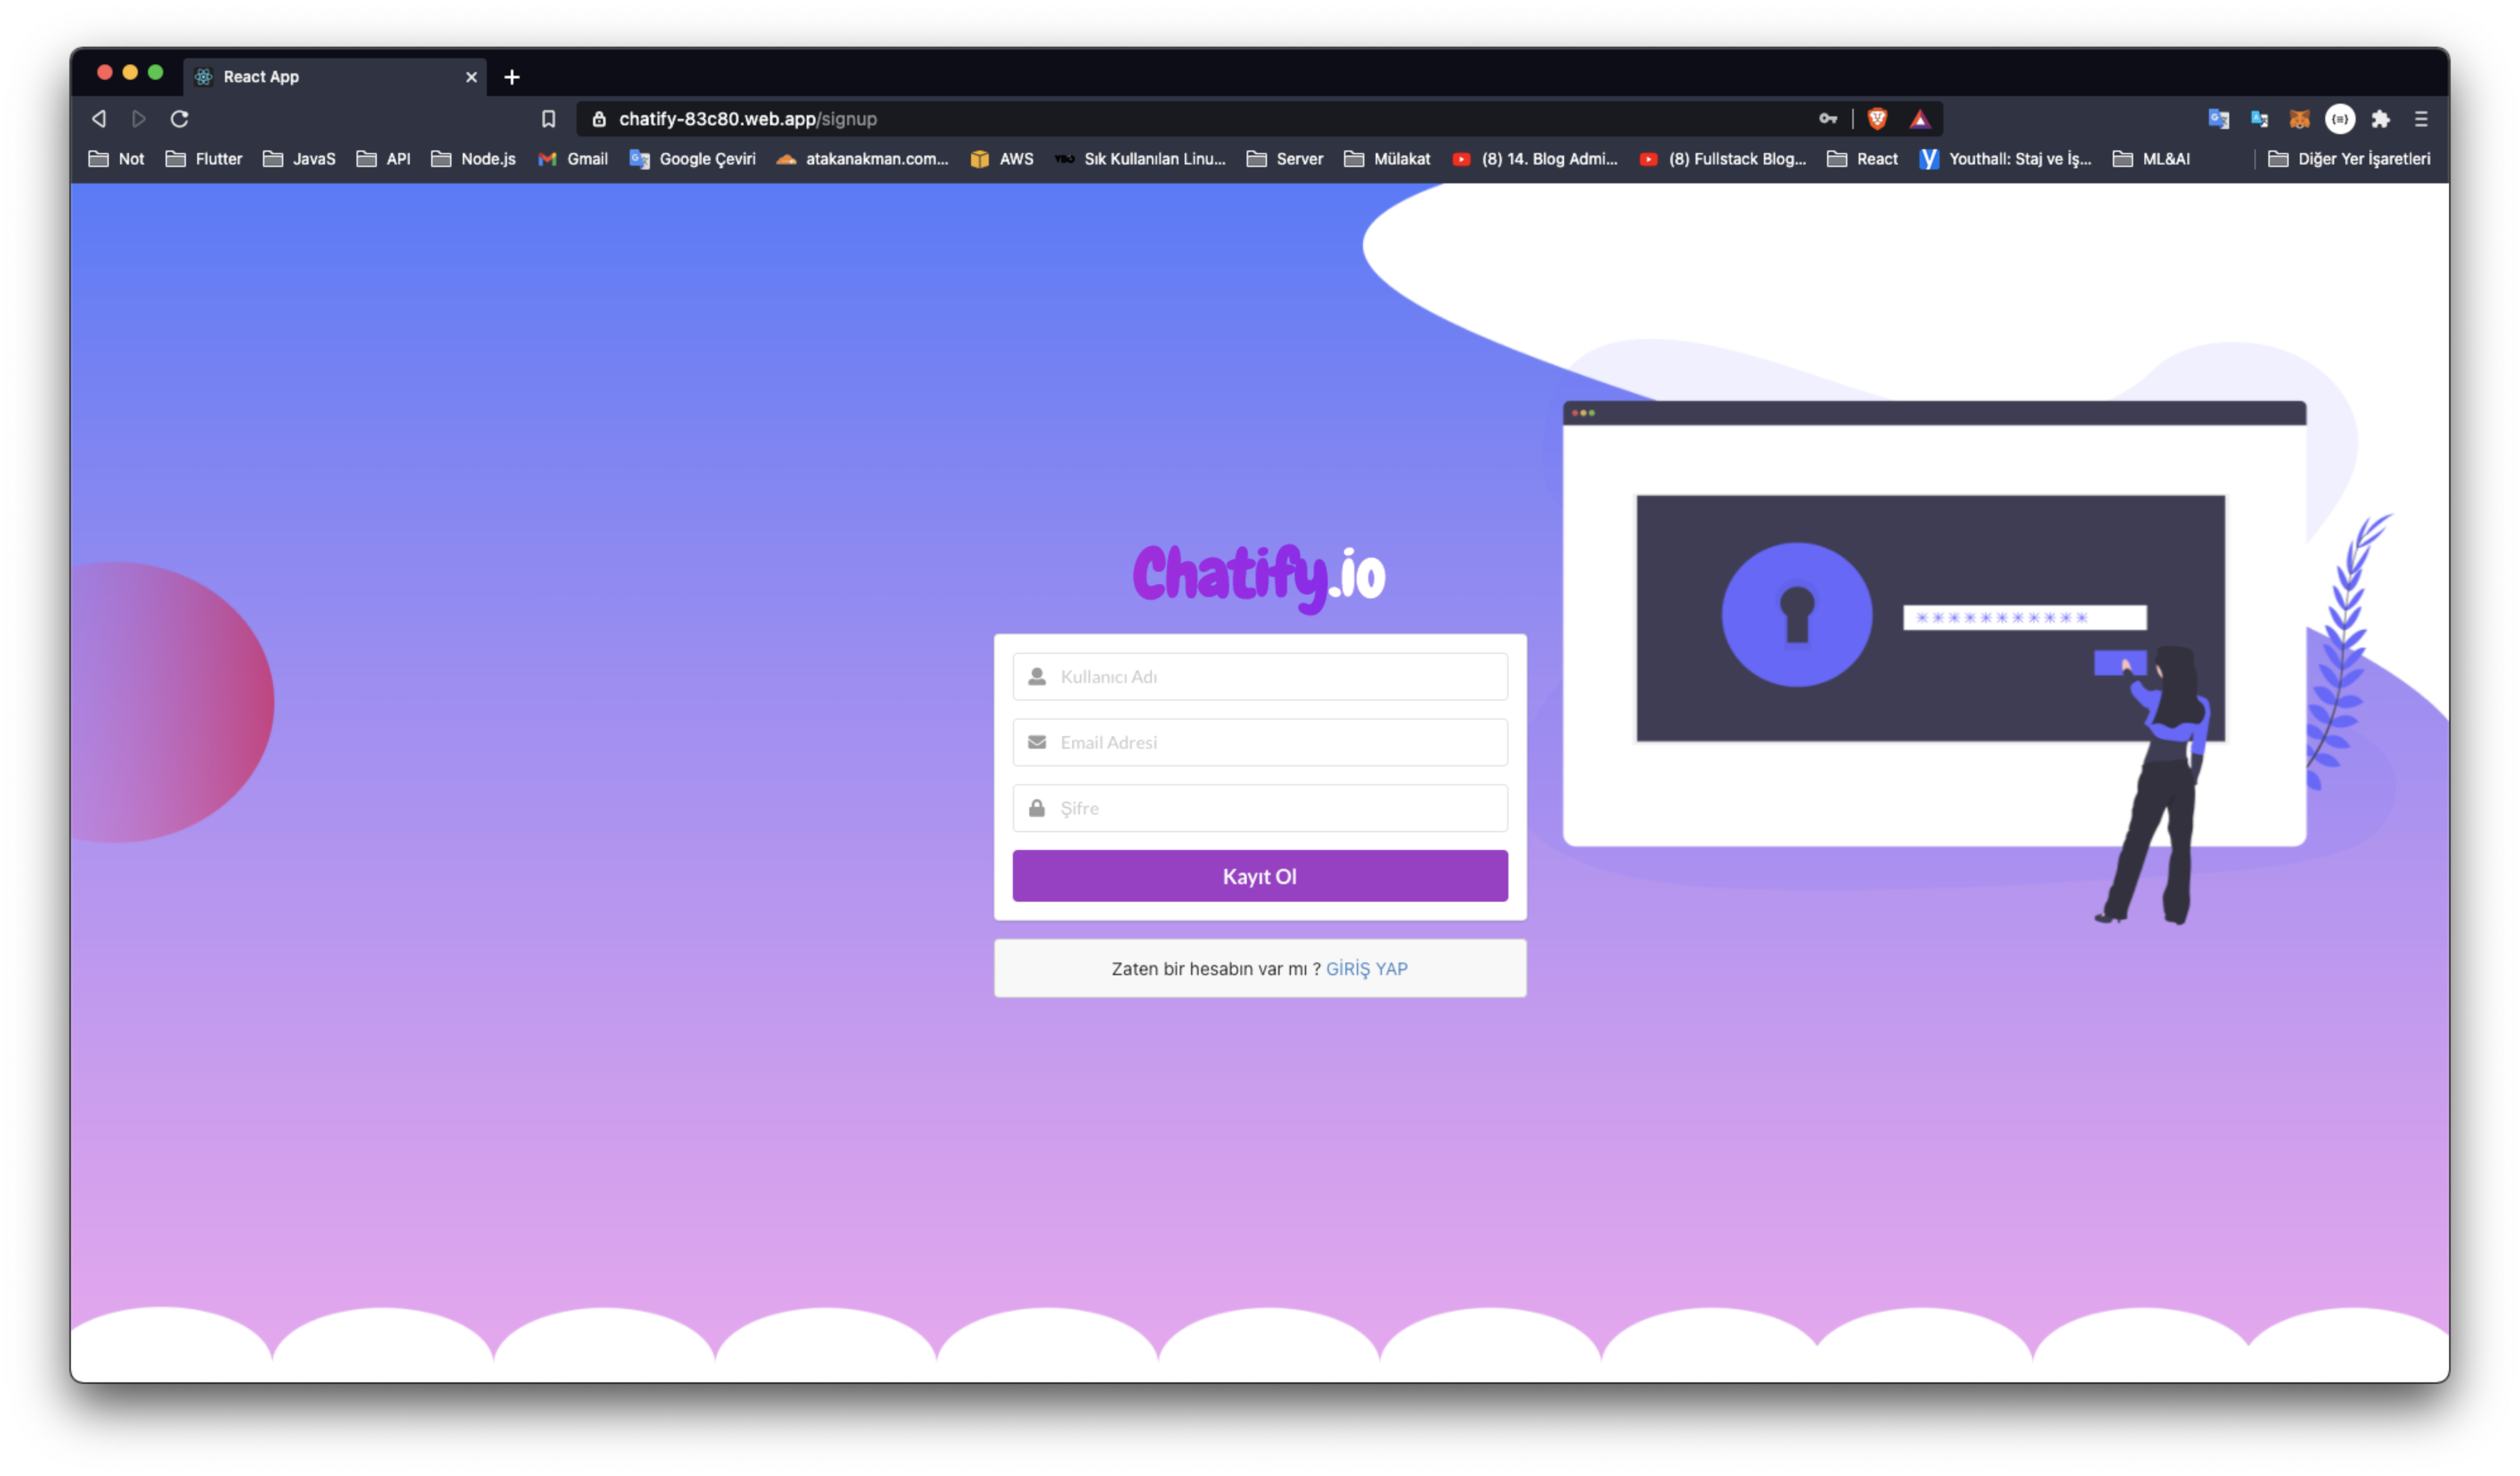 React App
chatify-83c80.web.app/signup
Not Flutter JavaS API Node.js Gmail Google Çeviri atakanakman.com... AWS Sık Kullanılan Linu... Server Mülakat (8) 14. Blog Admi... (8) Fullstack Blog... React Youthall: Staj ve İş... ML&AI Diğer Yer İşaretleri
Chatify.io
***********
Kullanıcı Adı
Email Adresi
Şifre
Kayıt Ol
Zaten bir hesabın var mı ? GİRİŞ YAP